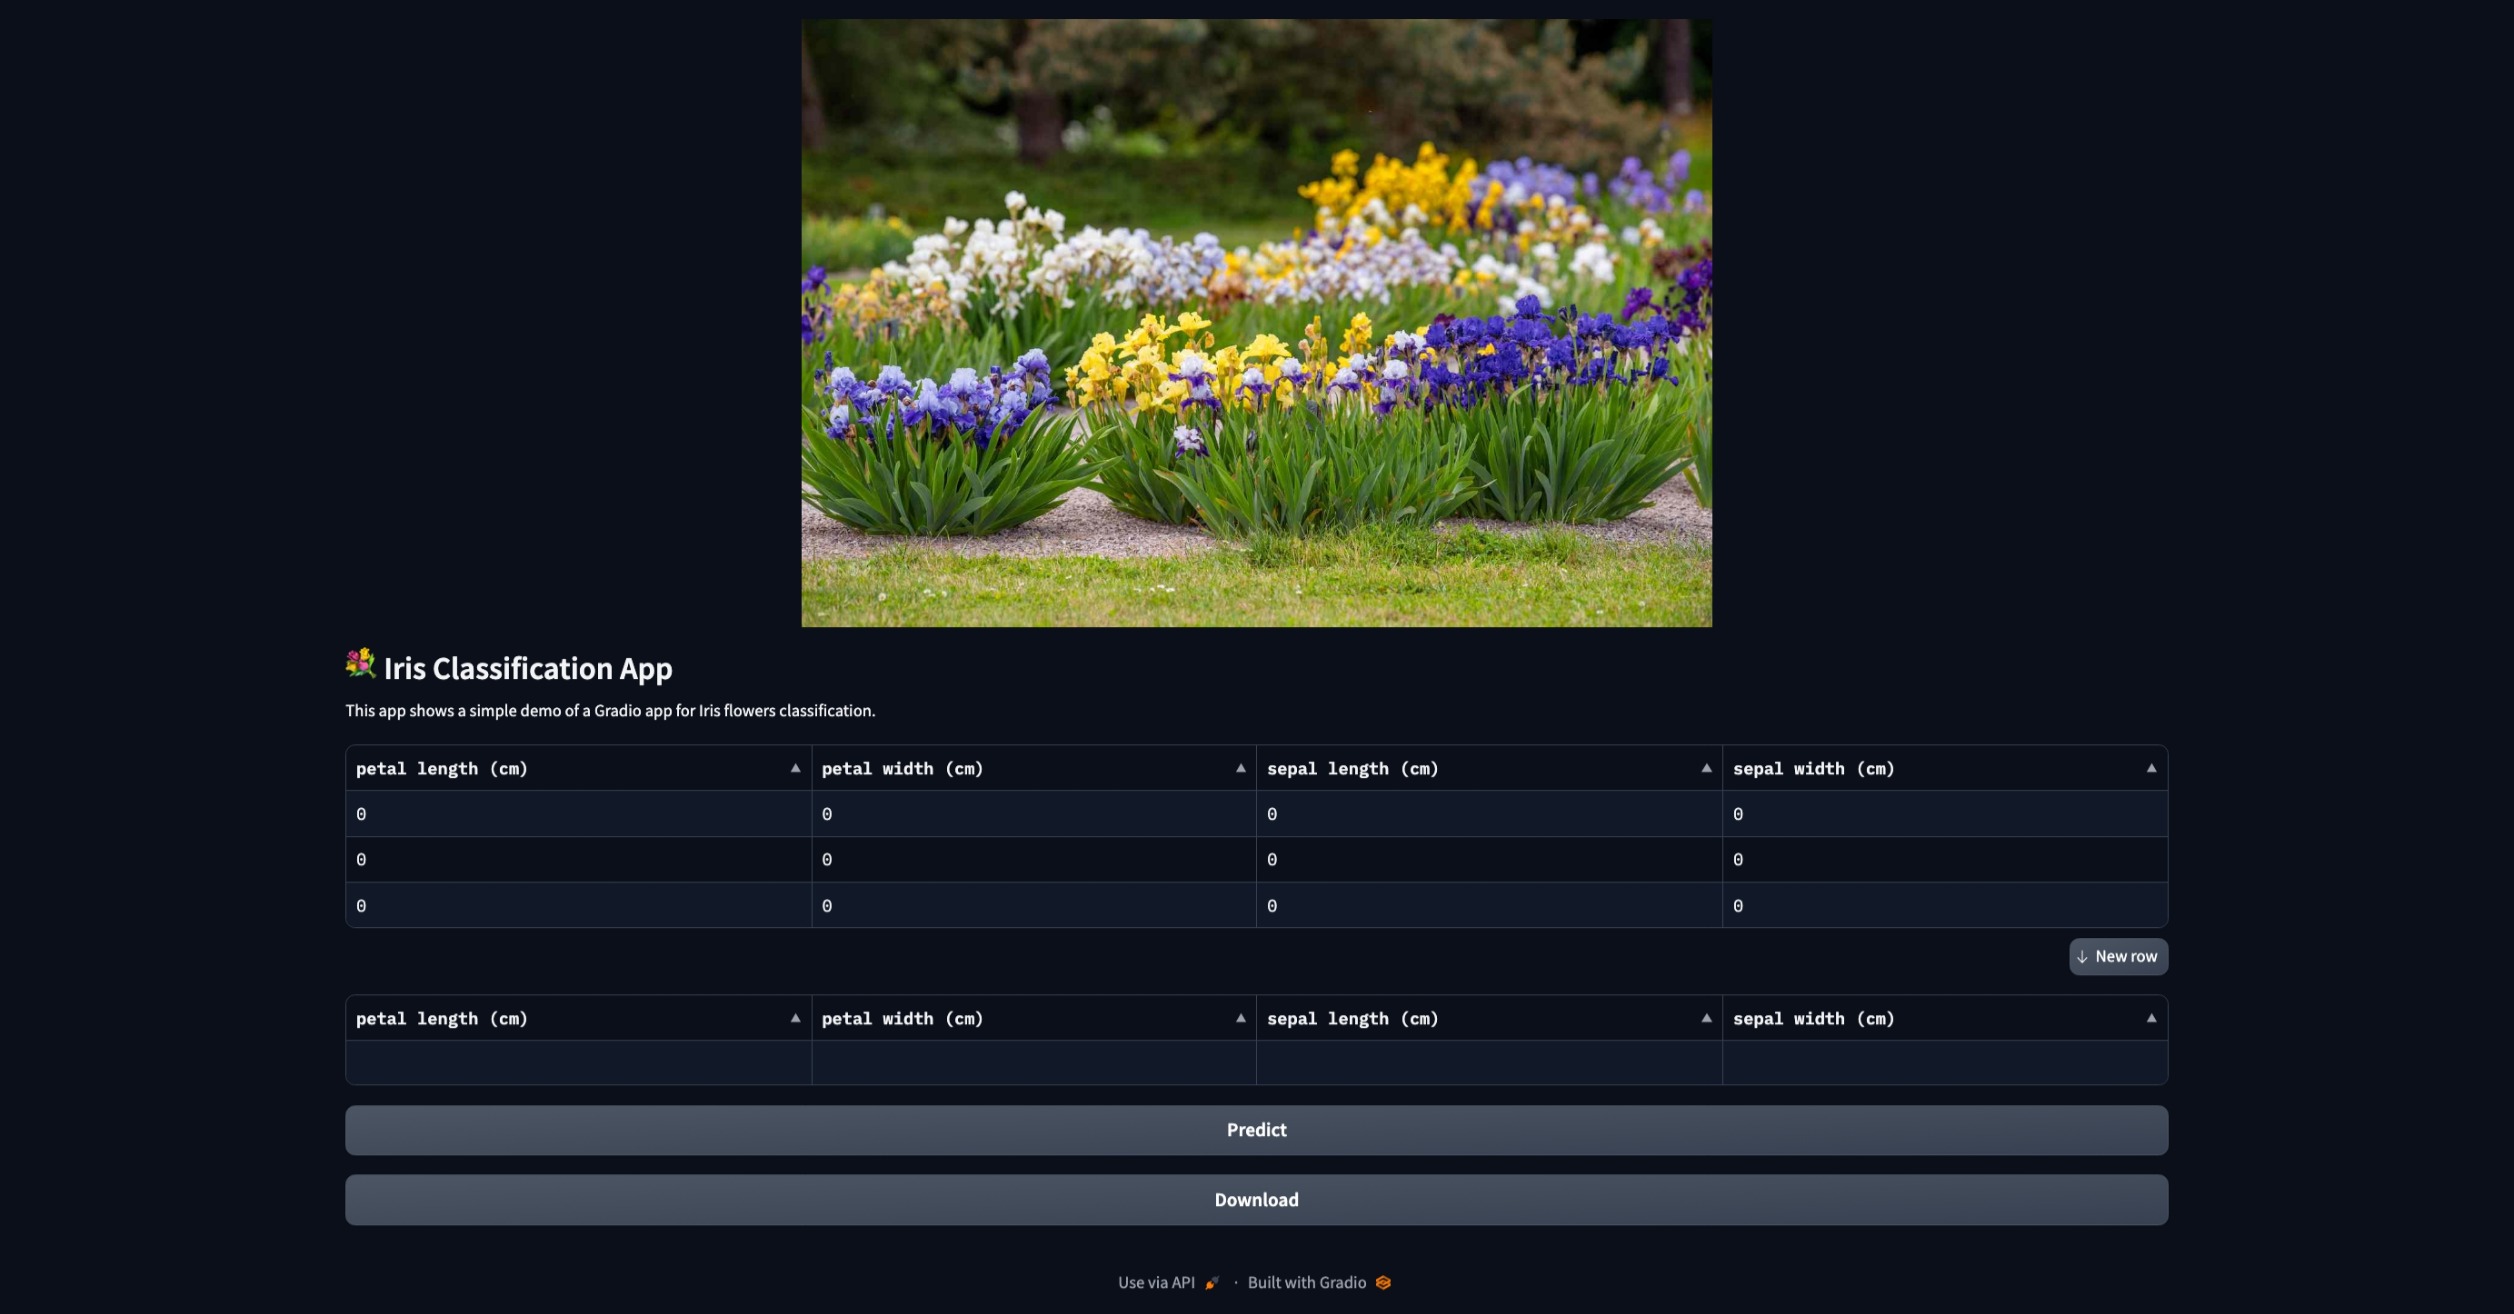 Iris Classification App
This app shows a simple demo of a Gradio app for Iris flowers classification.
petal length (cm) petal width (cm) sepal length (cm) sepal width (cm)
0 0 0 0
0 0 0 0
0 0 0 0
New row
petal length (cm) petal width (cm) sepal length (cm) sepal width (cm)
Predict
Download
Use via API · Built with Gradio